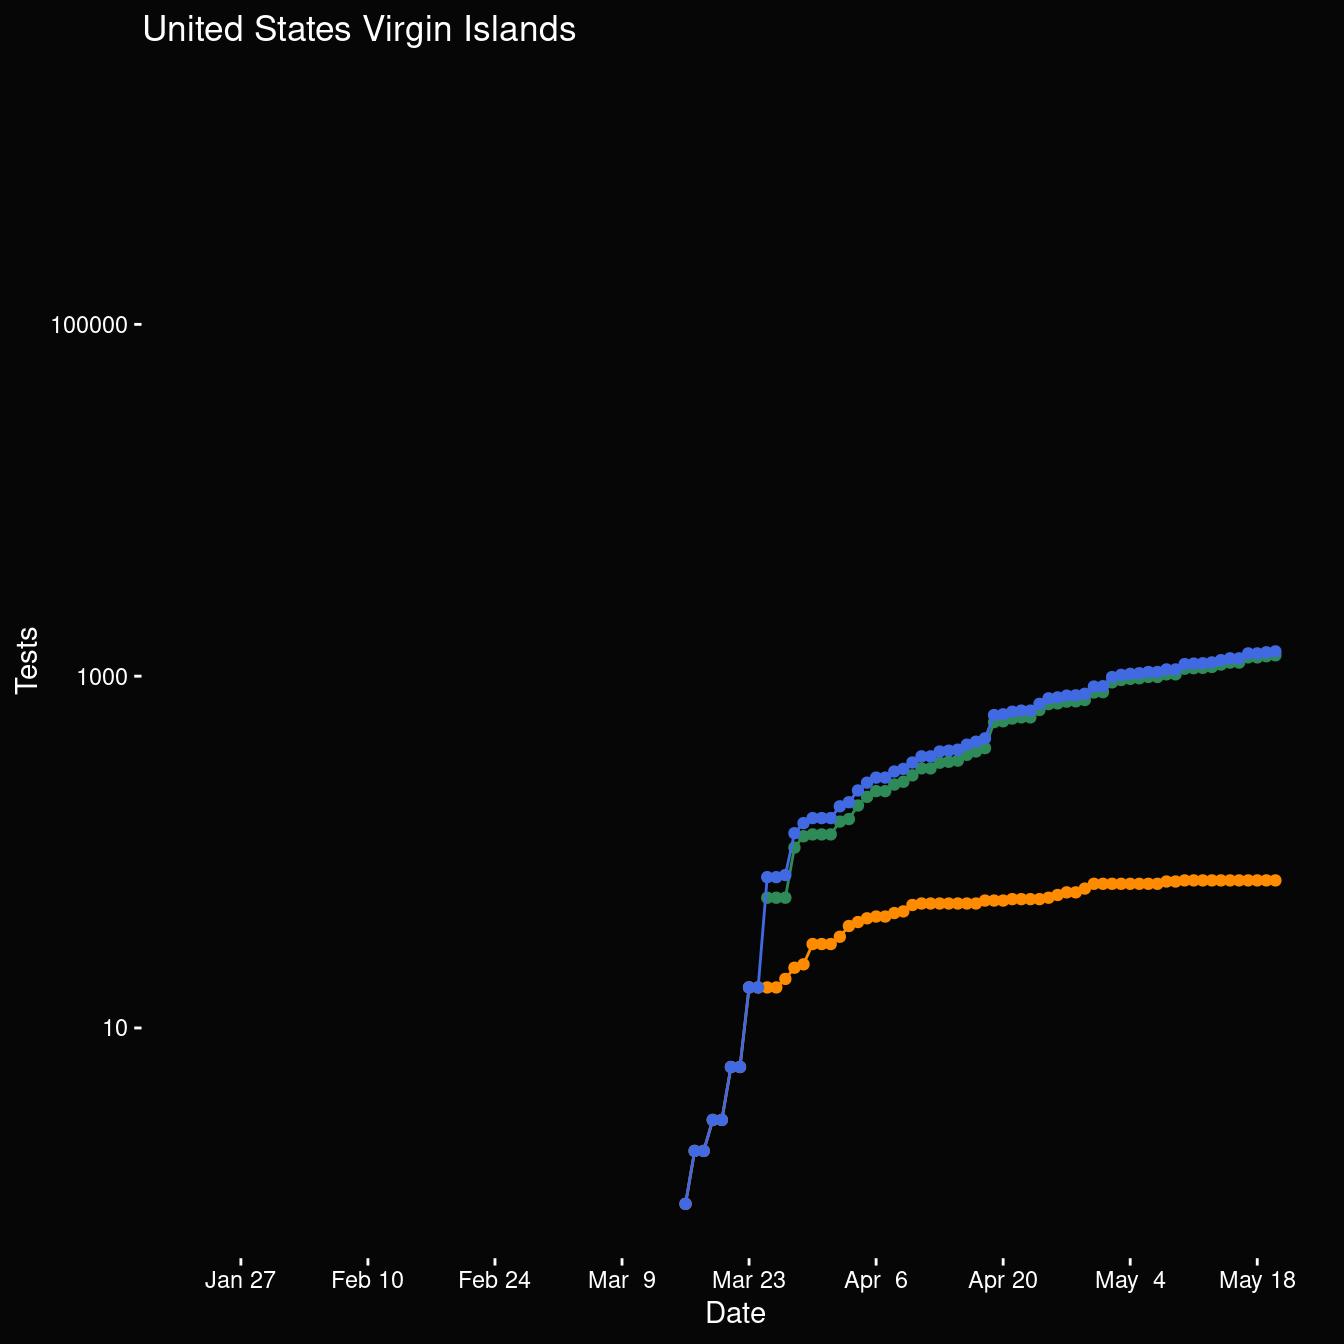 United States Virgin Islands
Tests
100000
1000
10
Jan 27 Feb 10 Feb 24 Mar  9 Mar 23 Apr  6 Apr 20 May  4 May 18
Date